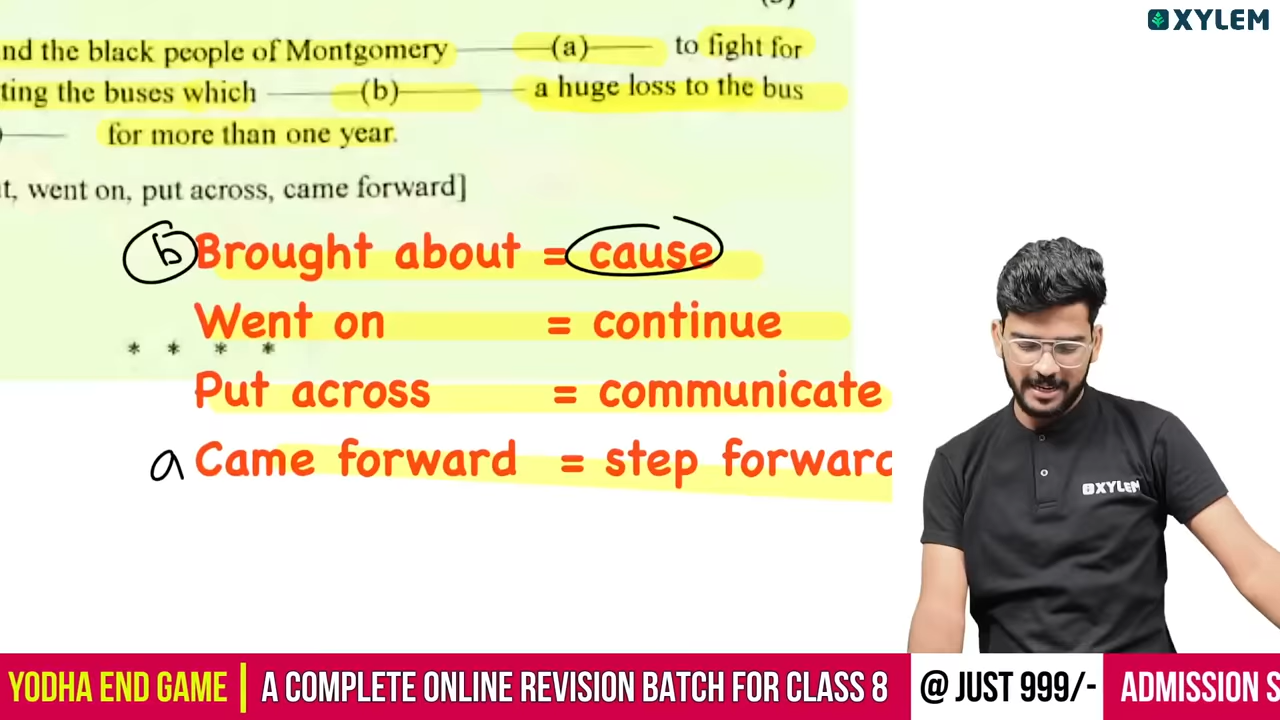 XYLEM
nd the black people of Montgomery (a) to fight for
ting the buses which (b) a huge loss to the bus
for more than one year.
t, went on, put across, came forward]
b Brought about = cause
Went on = continue
* * * *
Put across = communicate
a Came forward = step forward
XYLEM
YODHA END GAME | A COMPLETE ONLINE REVISION BATCH FOR CLASS 8 @ JUST 999/- ADMISSION S